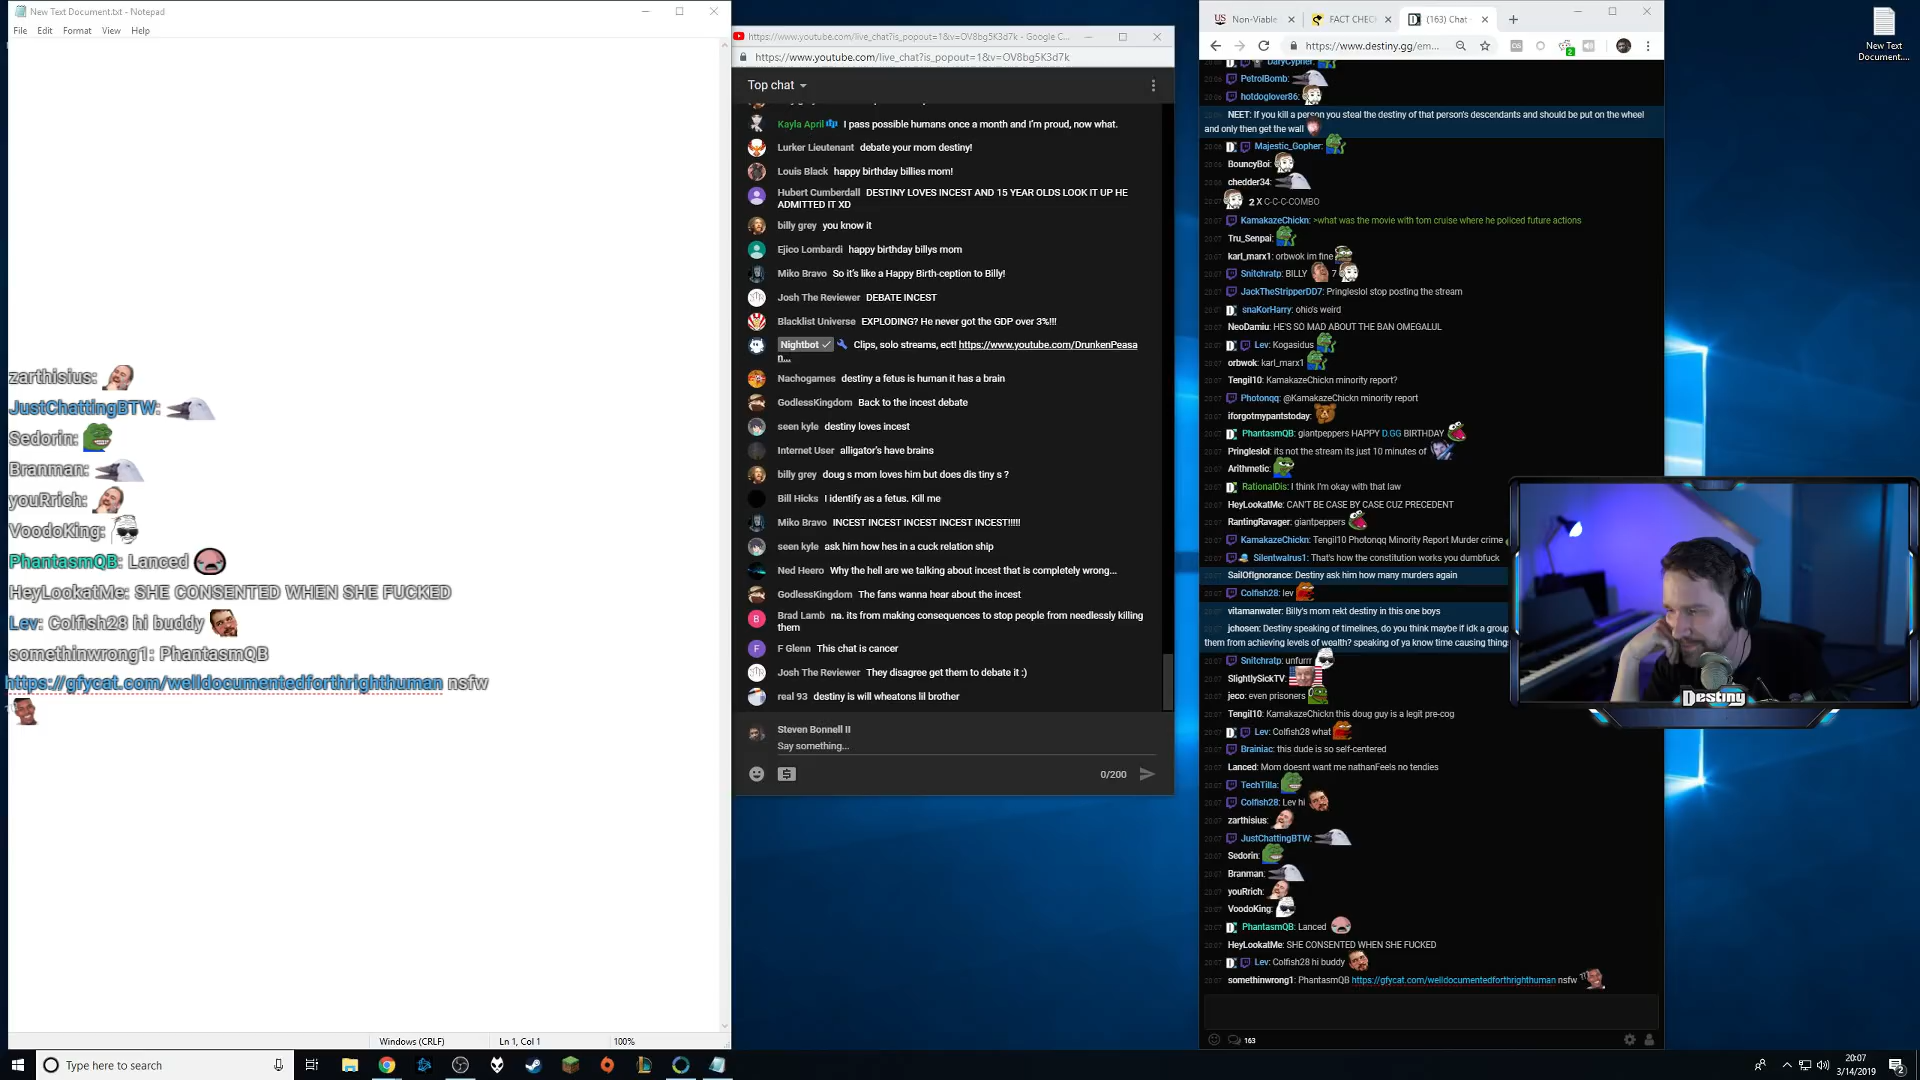 New Text Document.txt - Notepad
File Edit Format View Help
zarthisius:
JustChattingBTW:
Sedorin:
Branman:
youRrich:
VoodoKing:
PhantasmQB: Lanced
HeyLookatMe: SHE CONSENTED WHEN SHE FUCKED
Lev: Colfish28 hi buddy
somethinwrong1: PhantasmQB
https://gfycat.com/welldocumentedforthrighthuman nsfw
Windows (CRLF) Ln 1, Col 1 100%
https://www.youtube.com/live_chat?is_popout=1&v=OV8bg5K3d7k - Google C...
https://www.youtube.com/live_chat?is_popout=1&v=OV8bg5K3d7k
Top chat
Kayla April I pass possible humans once a month and I'm proud, now what.
Lurker Lieutenant debate your mom destiny!
Louis Black happy birthday billies mom!
Hubert Cumberdall DESTINY LOVES INCEST AND 15 YEAR OLDS LOOK IT UP HE
ADMITTED IT XD
billy grey you know it
Ejico Lombardi happy birthday billys mom
Miko Bravo So it's like a Happy Birth-ception to Billy!
Josh The Reviewer DEBATE INCEST
Blacklist Universe EXPLODING? He never got the GDP over 3%!!!
Nightbot Clips, solo streams, ect! https://www.youtube.com/DrunkenPeasa
n...
Nachogames destiny a fetus is human it has a brain
GodlessKingdom Back to the incest debate
seen kyle destiny loves incest
Internet User alligator's have brains
billy grey doug s mom loves him but does dis tiny s ?
Bill Hicks I identify as a fetus. Kill me
Miko Bravo INCEST INCEST INCEST INCEST INCEST!!!!!
seen kyle ask him how hes in a cuck relation ship
Ned Heero Why the hell are we talking about incest that is completely wrong...
GodlessKingdom The fans wanna hear about the incest
Brad Lamb na. its from making consequences to stop people from needlessly killing
them
F Glenn This chat is cancer
Josh The Reviewer They disagree get them to debate it :)
real 93 destiny is will wheatons lil brother
Steven Bonnell II
Say something...
0/200
Non-Viable FACT CHEC (163) Chat
https://www.destiny.gg/em...
DaryCypher:
PetrolBomb:
hotdoglover86:
NEET: If you kill a person you steal the destiny of that person's descendants and should be put on the wheel
and only then get the wall
Majestic_Gopher:
BouncyBoi:
chedder34:
2 X C-C-C-COMBO
KamakazeChickn: >what was the movie with tom cruise where he policed future actions
Tru_Senpai:
karl_marx1: orbwok im fine
Snitchratp: BILLY 7
JackTheStripperDD7: Pringleslol stop posting the stream
snaKorHarry: ohio's weird
NeoDamiu: HE'S SO MAD ABOUT THE BAN OMEGALUL
Lev: Kogasidus
orbwok: karl_marx1
Tengil10: KamakazeChickn minority report?
Photonqq: @KamakazeChickn minority report
iforgotmypantstoday:
PhantasmQB: giantpeppers HAPPY D.GG BIRTHDAY
Pringleslol: its not the stream its just 10 minutes of
Arithmetic:
RationalDis: I think I'm okay with that law
HeyLookatMe: CAN'T BE CASE BY CASE CUZ PRECEDENT
RantingRavager: giantpeppers
KamakazeChickn: Tengil10 Photonqq Minority Report Murder crime
Silentwalrus1: That's how the constitution works you dumbfuck
SailOfIgnorance: Destiny ask him how many murders again
Colfish28: lev
vitamanwater: Billy's mom rekt destiny in this one boys
jchosen: Destiny speaking of timelines, do you think maybe if idk a group
them from achieving levels of wealth? speaking of ya know time causing thing
Snitchratp: unfurrr
SlightlySickTV:
jeco: even prisoners
Tengil10: KamakazeChickn this doug guy is a legit pre-cog
Lev: Colfish28 what
Brainiac: this dude is so self-centered
Lanced: Mom doesnt want me nathanFeels no tendies
TechTilla:
Colfish28: Lev hi
zarthisius:
JustChattingBTW:
Sedorin:
Branman:
youRrich:
VoodoKing:
PhantasmQB: Lanced
HeyLookatMe: SHE CONSENTED WHEN SHE FUCKED
Lev: Colfish28 hi buddy
somethinwrong1: PhantasmQB https://gfycat.com/welldocumentedforthrighthuman nsfw
163
Destiny
New Text
Document....
Type here to search
20:07
3/14/2019
2